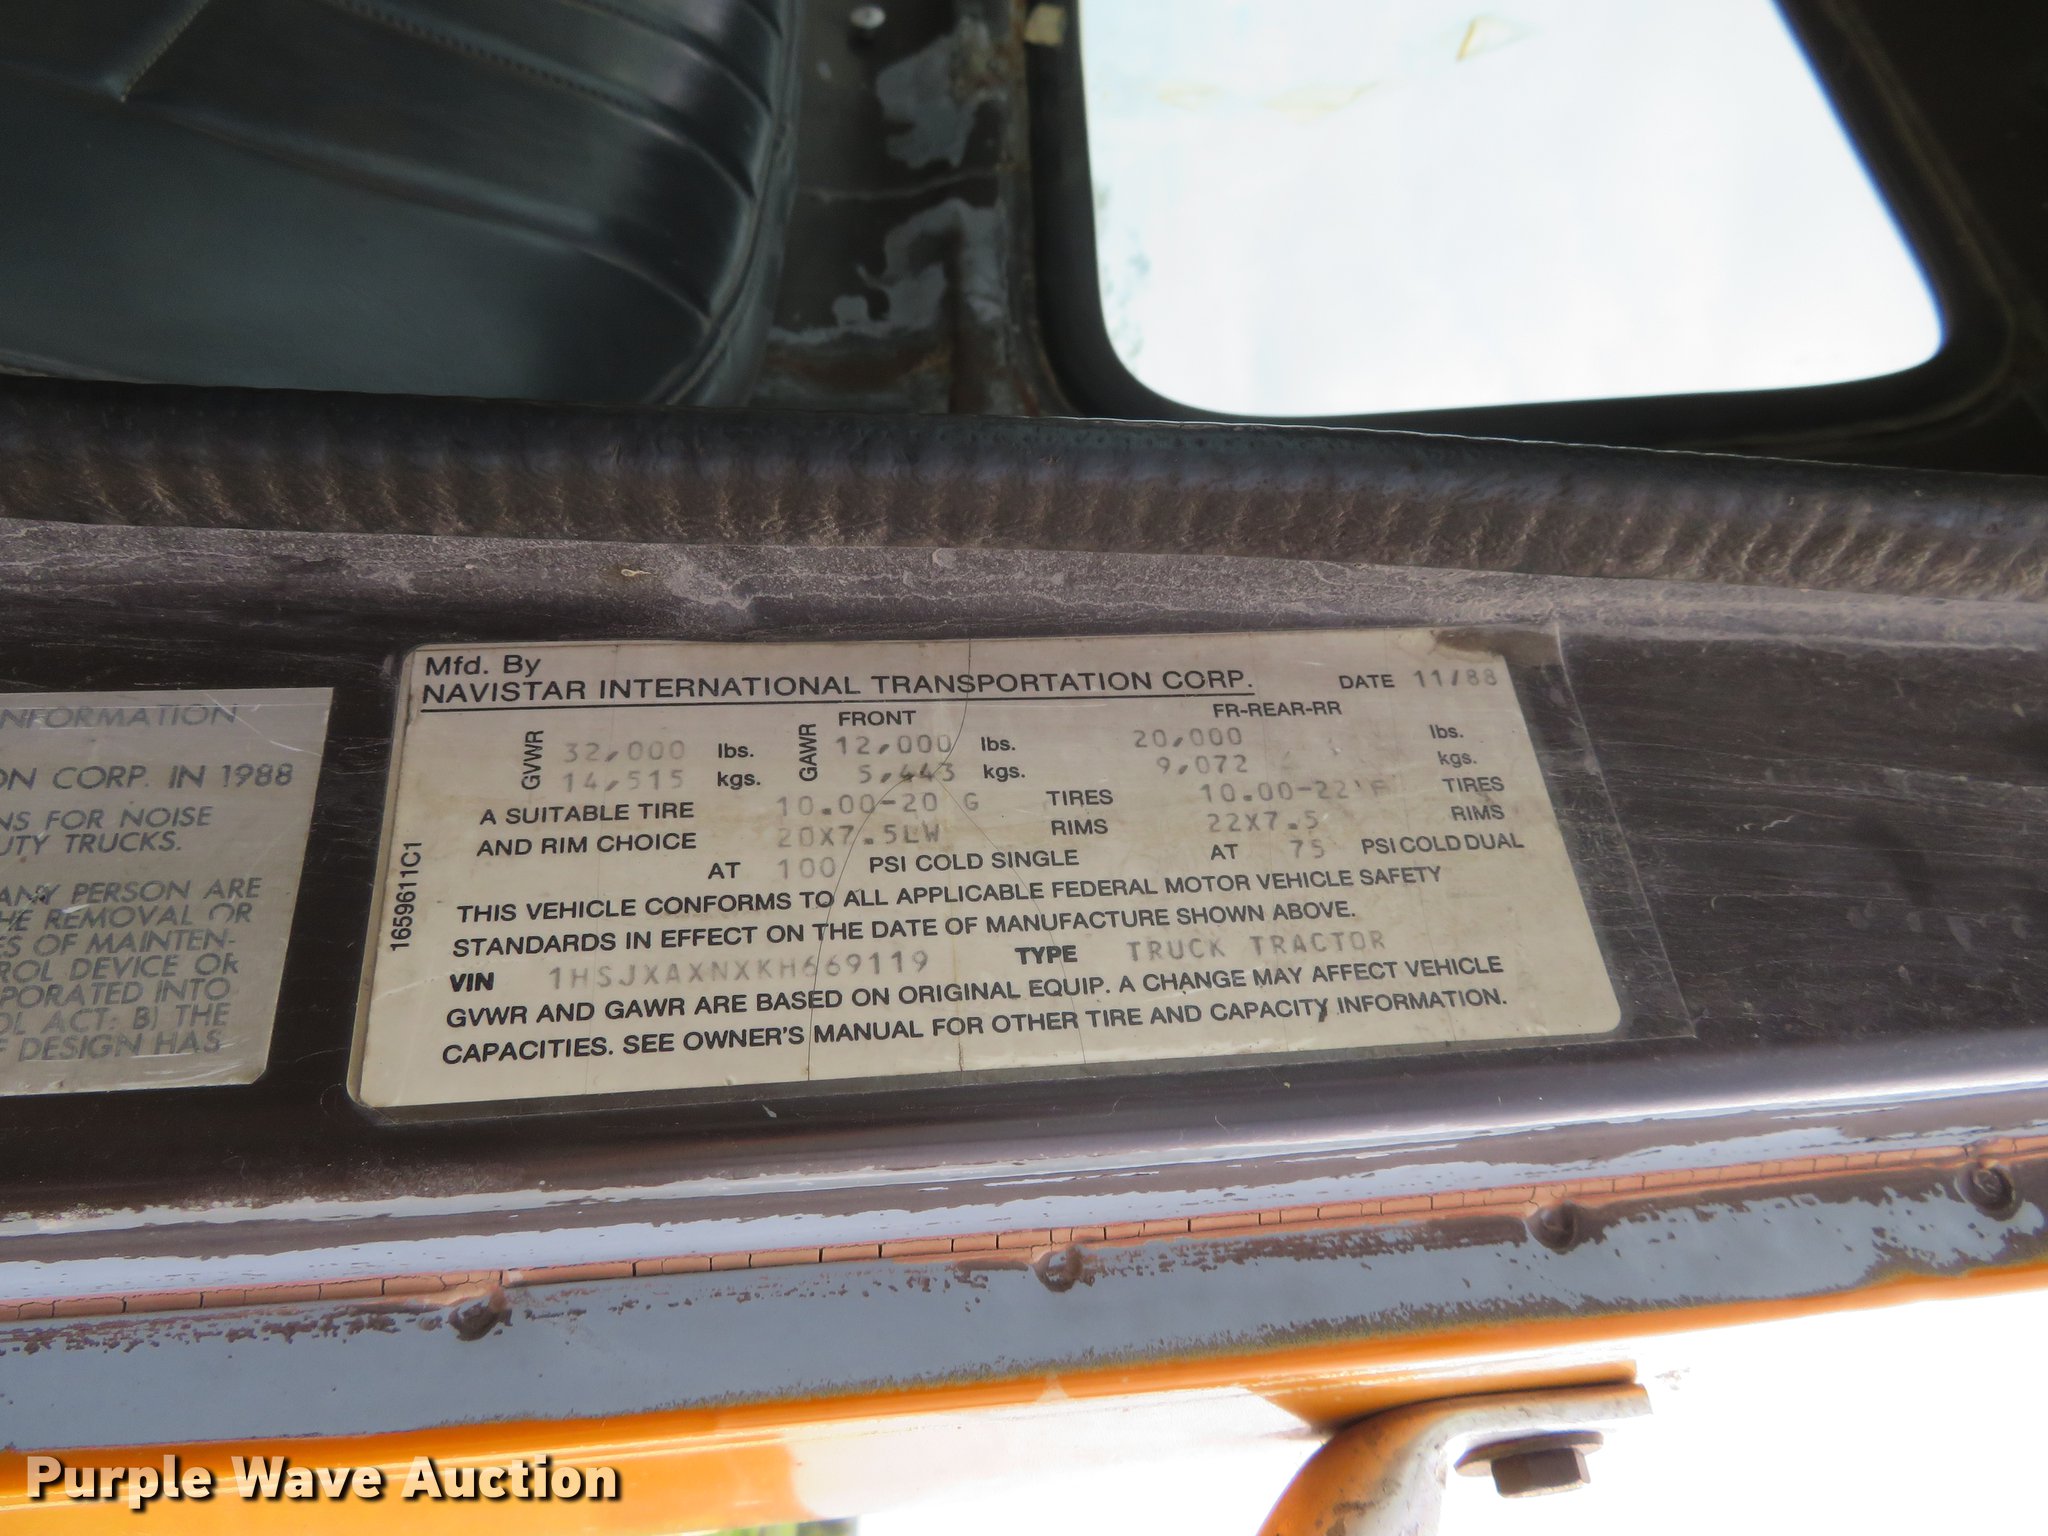 NFORMATION
ON CORP. IN 1988
NS FOR NOISE
UTY TRUCKS.
ANY PERSON ARE
HE REMOVAL OR
ES OF MAINTEN-
ROL DEVICE OR
PORATED INTO
OL ACT: B) THE
F DESIGN HAS
Mfd. By
NAVISTAR INTERNATIONAL TRANSPORTATION CORP. DATE 11/88
FRONT FR-REAR-RR
GVWR 32,000 lbs. GAWR 12,000 lbs. 20,000 lbs.
14,515 kgs. 5,443 kgs. 9,072 kgs.
A SUITABLE TIRE 10.00-20 G TIRES 10.00-22 F TIRES
AND RIM CHOICE 20X7.5LW RIMS 22X7.5 RIMS
AT 100 PSI COLD SINGLE AT 75 PSI COLD DUAL
THIS VEHICLE CONFORMS TO ALL APPLICABLE FEDERAL MOTOR VEHICLE SAFETY
STANDARDS IN EFFECT ON THE DATE OF MANUFACTURE SHOWN ABOVE.
VIN 1HSJXAXNXKH669119 TYPE TRUCK TRACTOR
GVWR AND GAWR ARE BASED ON ORIGINAL EQUIP. A CHANGE MAY AFFECT VEHICLE
CAPACITIES. SEE OWNER'S MANUAL FOR OTHER TIRE AND CAPACITY INFORMATION.
1659611C1
Purple Wave Auction